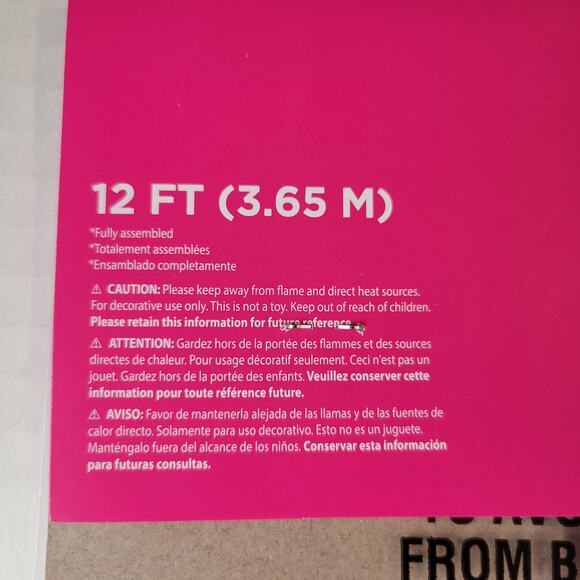 12 FT (3.65 M)
*Fully assembled
*Totalement assemblées
*Ensamblado completamente
⚠ CAUTION: Please keep away from flame and direct heat sources.
For decorative use only. This is not a toy. Keep out of reach of children.
Please retain this information for future reference.
⚠ ATTENTION: Gardez hors de la portée des flammes et des sources
directes de chaleur. Pour usage décoratif seulement. Ceci n'est pas un
jouet. Gardez hors de la portée des enfants. Veuillez conserver cette
information pour toute référence future.
⚠ AVISO: Favor de mantenerla alejada de las llamas y de las fuentes de
calor directo. Solamente para uso decorativo. Esto no es un juguete.
Manténgalo fuera del alcance de los niños. Conservar esta información
para futuras consultas.
FROM B